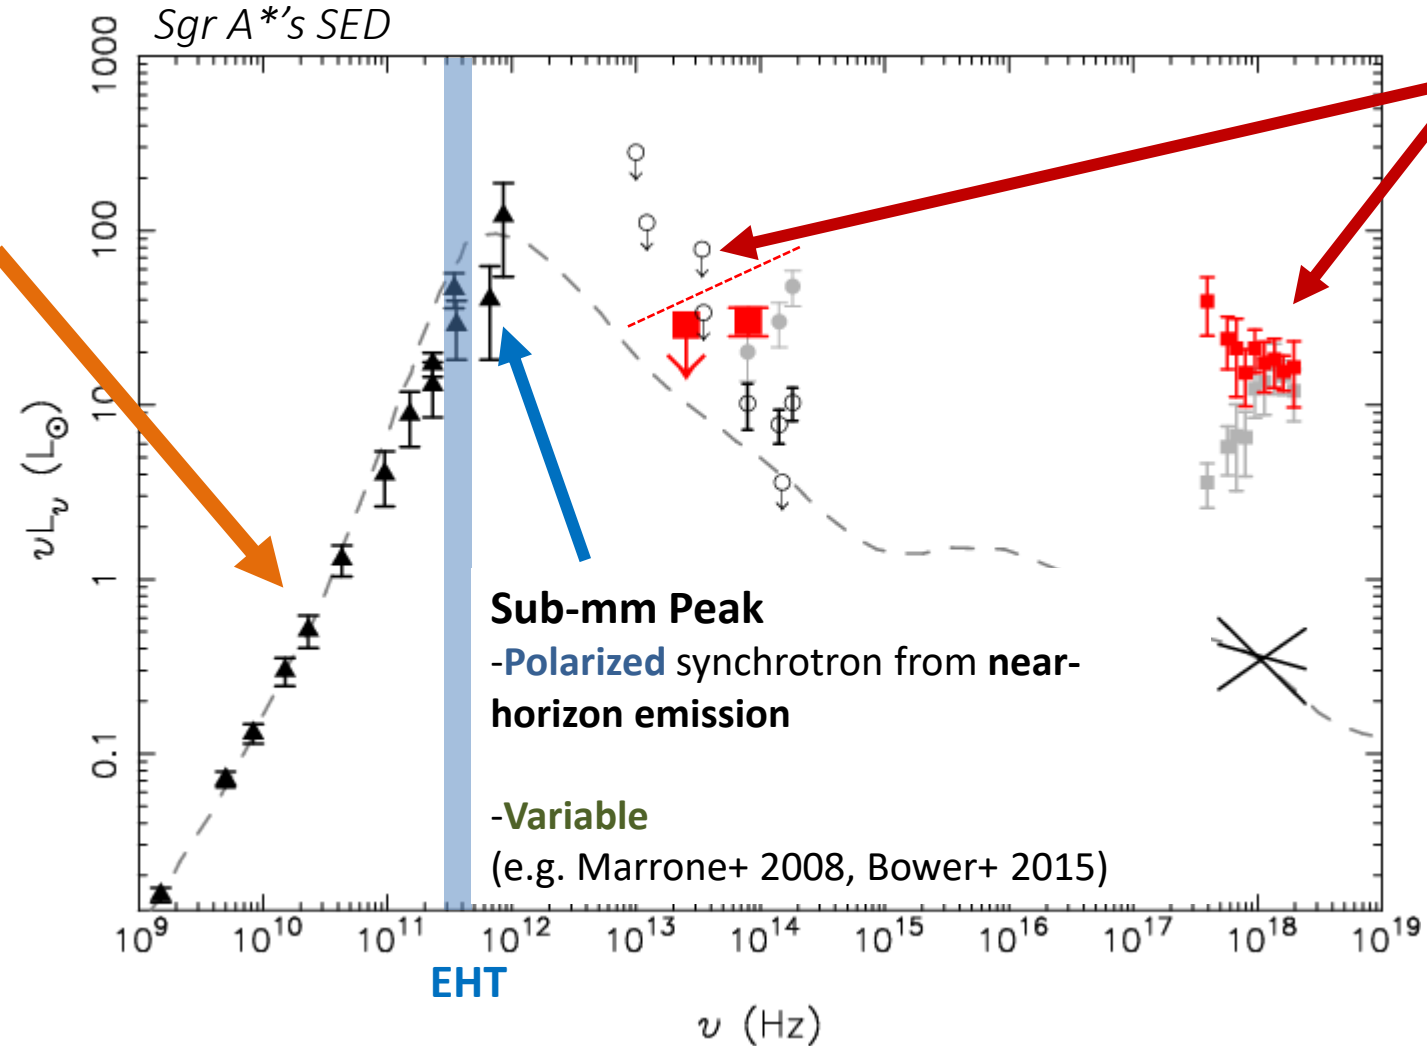 Sgr A*'s SED
1000
100
10
1
0.1
νL_ν (L_⊙)
Sub-mm Peak
-Polarized synchrotron from near-
horizon emission
-Variable
(e.g. Marrone+ 2008, Bower+ 2015)
10^9 10^10 10^11 10^12 10^13 10^14 10^15 10^16 10^17 10^18 10^19
EHT
ν (Hz)